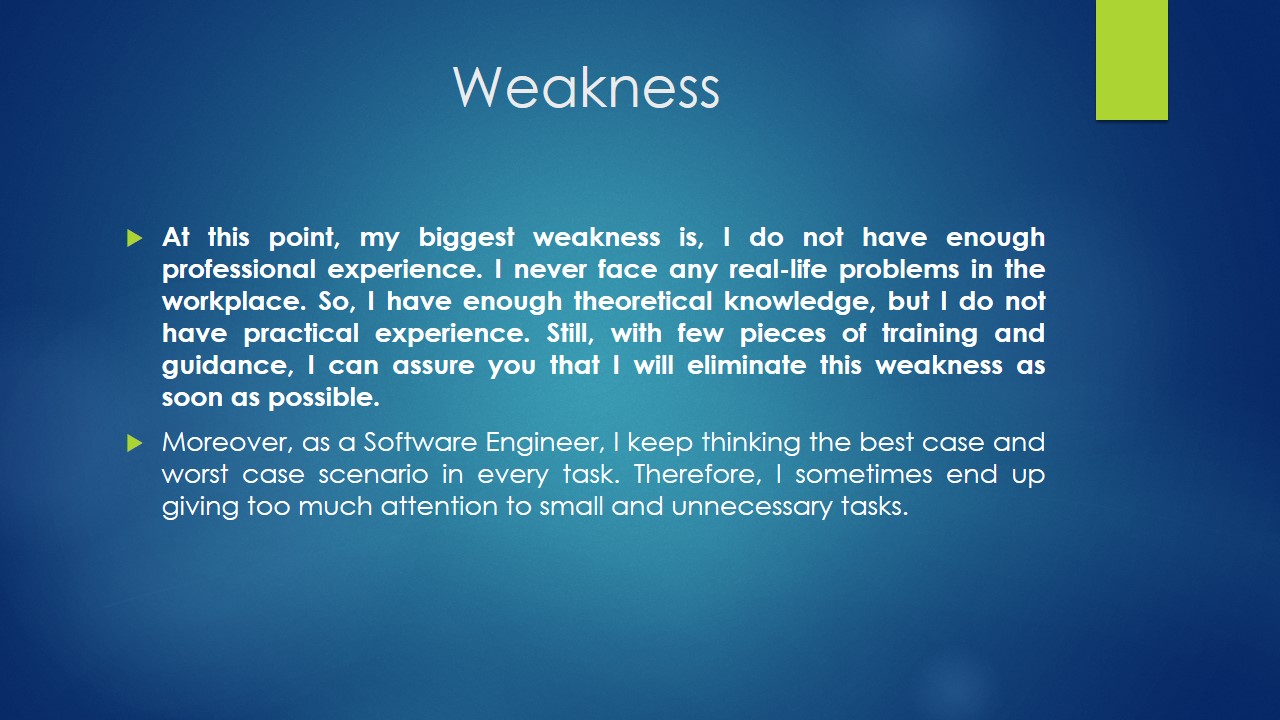 Weakness
At this point, my biggest weakness is, I do not have enough
professional experience. I never face any real-life problems in the
workplace. So, I have enough theoretical knowledge, but I do not
have practical experience. Still, with few pieces of training and
guidance, I can assure you that I will eliminate this weakness as
soon as possible.
Moreover, as a Software Engineer, I keep thinking the best case and
worst case scenario in every task. Therefore, I sometimes end up
giving too much attention to small and unnecessary tasks.